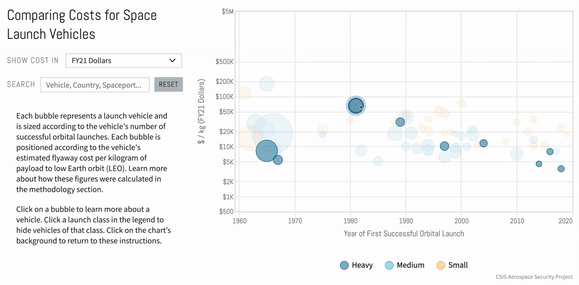 Comparing Costs for Space
Launch Vehicles
SHOW COST IN FY21 Dollars
SEARCH Vehicle, Country, Spaceport... RESET
Each bubble represents a launch vehicle and
is sized according to the vehicle's number of
successful orbital launches. Each bubble is
positioned according to the vehicle's
estimated flyaway cost per kilogram of
payload to low Earth orbit (LEO). Learn more
about how these figures were calculated in
the methodology section.
Click on a bubble to learn more about a
vehicle. Click a launch class in the legend to
hide vehicles of that class. Click on the chart's
background to return to these instructions.
$ / kg (FY21 Dollars)
$5M
$500K
$200K
$100K
$50K
$20K
$10K
$5K
$2K
$1K
$500
1960 1970 1980 1990 2000 2010 2020
Year of First Successful Orbital Launch
Heavy Medium Small
CSIS Aerospace Security Project